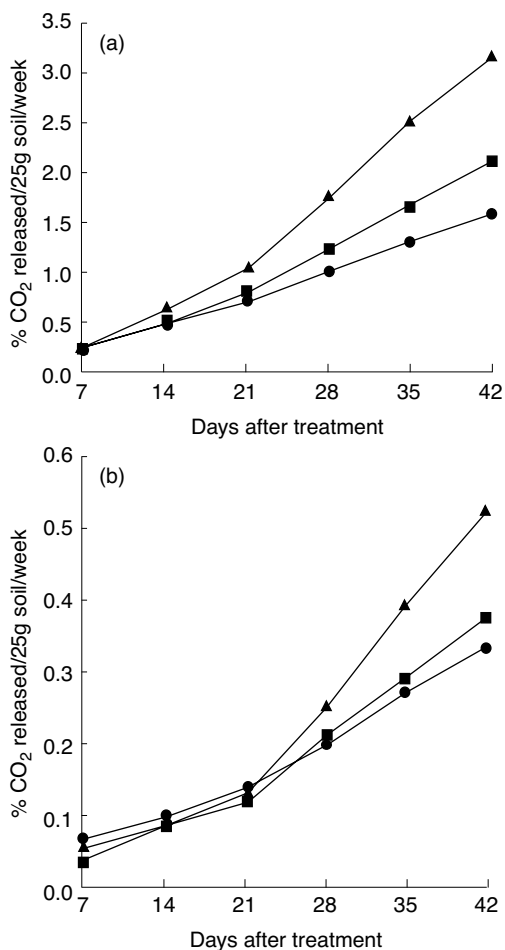 (a)
% CO₂ released/25g soil/week
3.5
3.0
2.5
2.0
1.5
1.0
0.5
0.0
7 14 21 28 35 42
Days after treatment
(b)
% CO₂ released/25g soil/week
0.6
0.5
0.4
0.3
0.2
0.1
0.0
7 14 21 28 35 42
Days after treatment